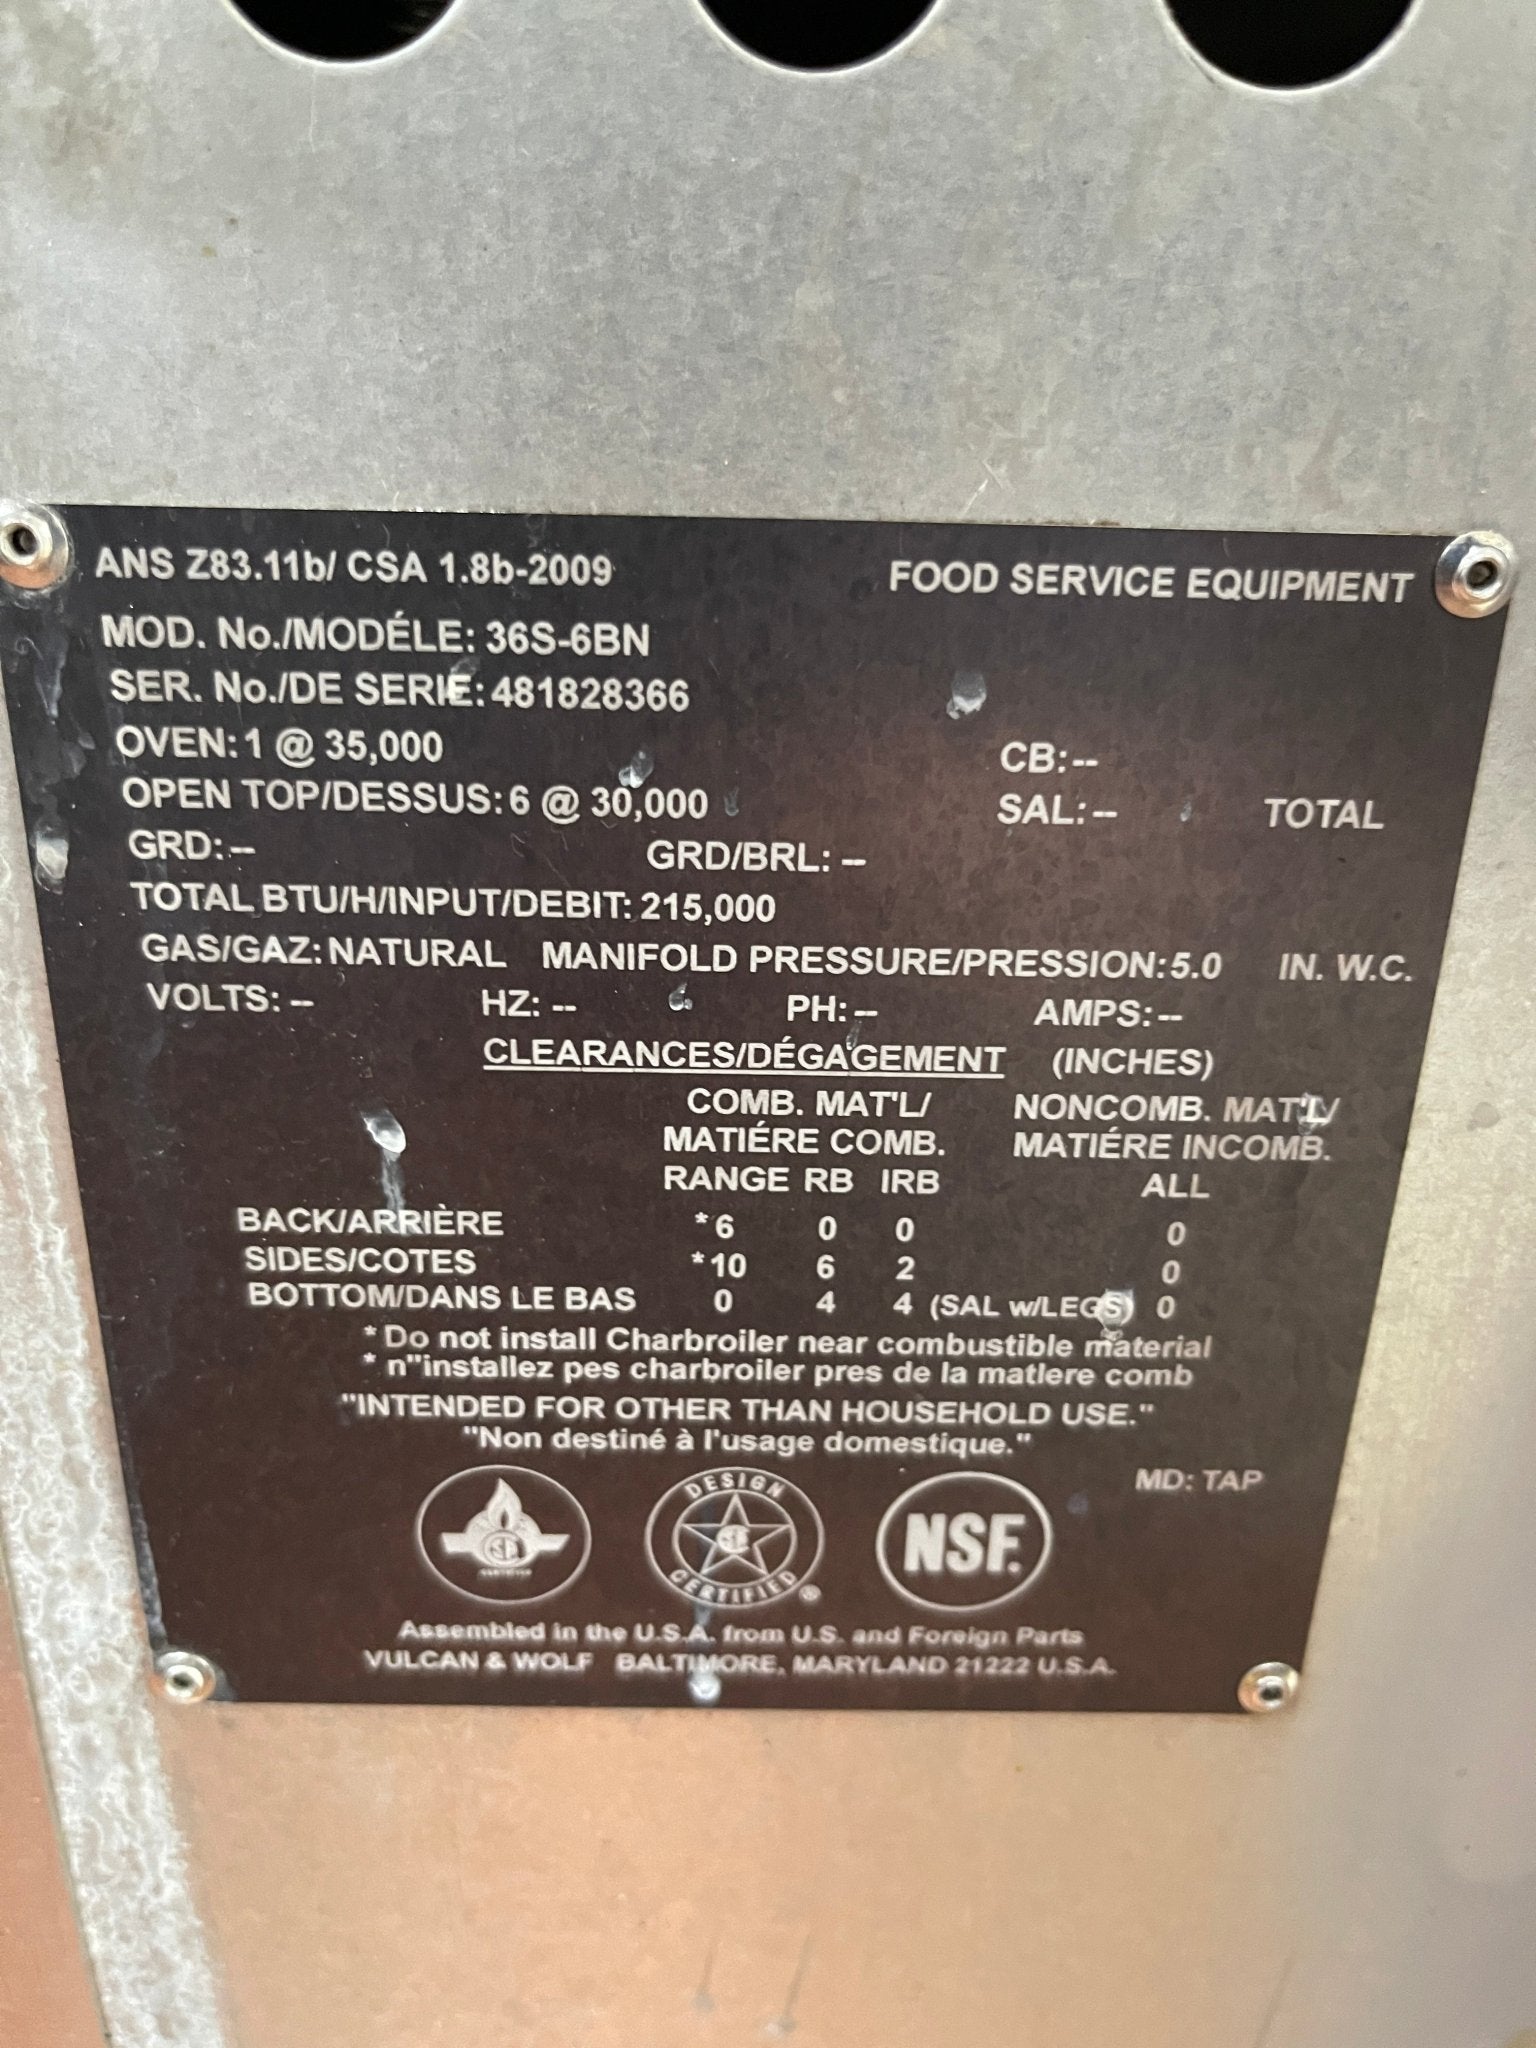 ANS Z83.11b/ CSA 1.8b-2009 FOOD SERVICE EQUIPMENT
MOD. No./MODÉLE: 36S-6BN
SER. No./DE SERIE: 481828366
OVEN: 1 @ 35,000 CB: --
OPEN TOP/DESSUS: 6 @ 30,000 SAL: -- TOTAL
GRD: -- GRD/BRL: --
TOTAL BTU/H/INPUT/DEBIT: 215,000
GAS/GAZ: NATURAL MANIFOLD PRESSURE/PRESSION: 5.0 IN. W.C.
VOLTS: -- HZ: -- PH: -- AMPS: --
CLEARANCES/DÉGAGEMENT (INCHES)
COMB. MAT'L/ NONCOMB. MAT'L/
MATIÉRE COMB. MATIÉRE INCOMB.
RANGE RB IRB ALL
BACK/ARRIÈRE *6 0 0 0
SIDES/COTES *10 6 2 0
BOTTOM/DANS LE BAS 0 4 4 (SAL w/LEGS) 0
* Do not install Charbroiler near combustible material
* n"installez pes charbroiler pres de la matlere comb
"INTENDED FOR OTHER THAN HOUSEHOLD USE."
"Non destiné à l'usage domestique."
MD: TAP
DESIGN CERTIFIED ®
NSF.
Assembled in the U.S.A. from U.S. and Foreign Parts
VULCAN & WOLF BALTIMORE, MARYLAND 21222 U.S.A.